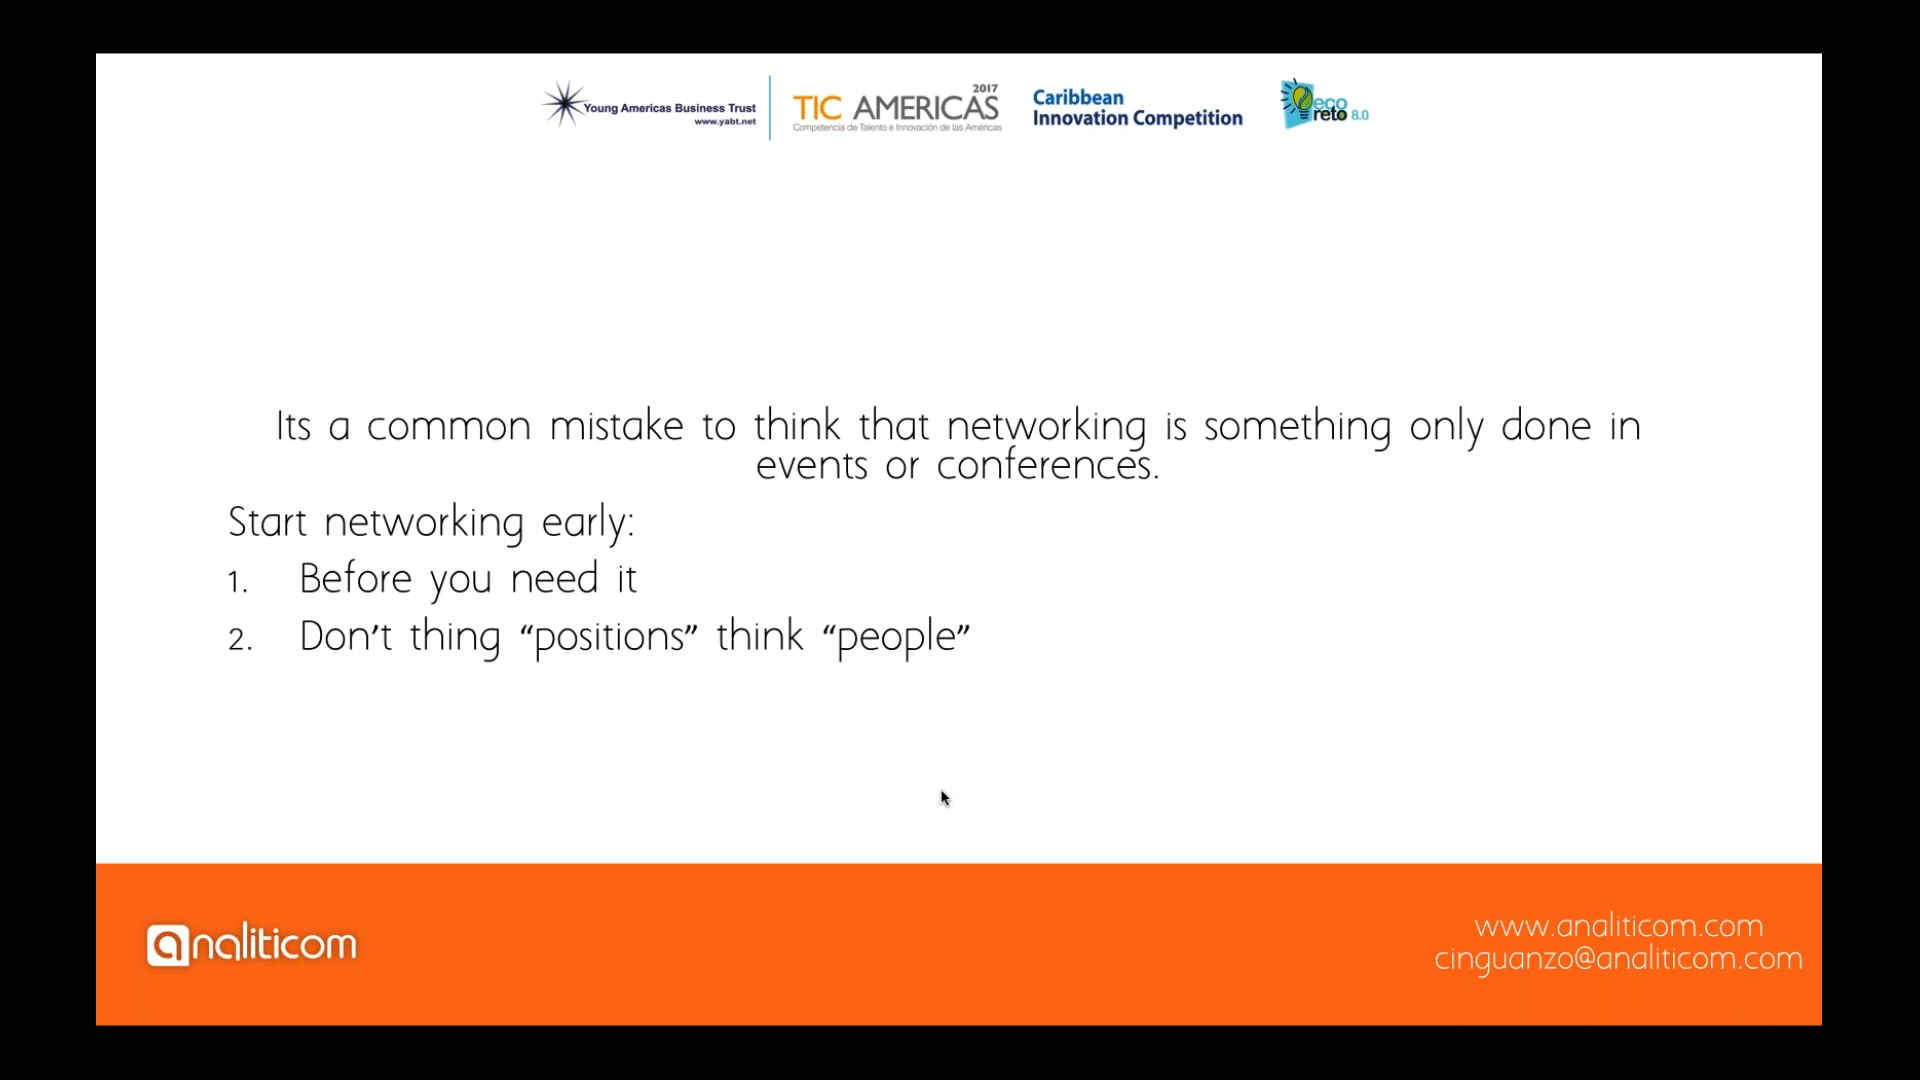 Young Americas Business Trust
www.yabt.net
2017
TIC AMERICAS
Competencia de Talento e Innovación de las Américas
Caribbean
Innovation Competition
eco
reto 8.0
Its a common mistake to think that networking is something only done in
events or conferences.
Start networking early:
1. Before you need it
2. Don't thing “positions” think “people”
analiticom
www.analiticom.com
cinguanzo@analiticom.com